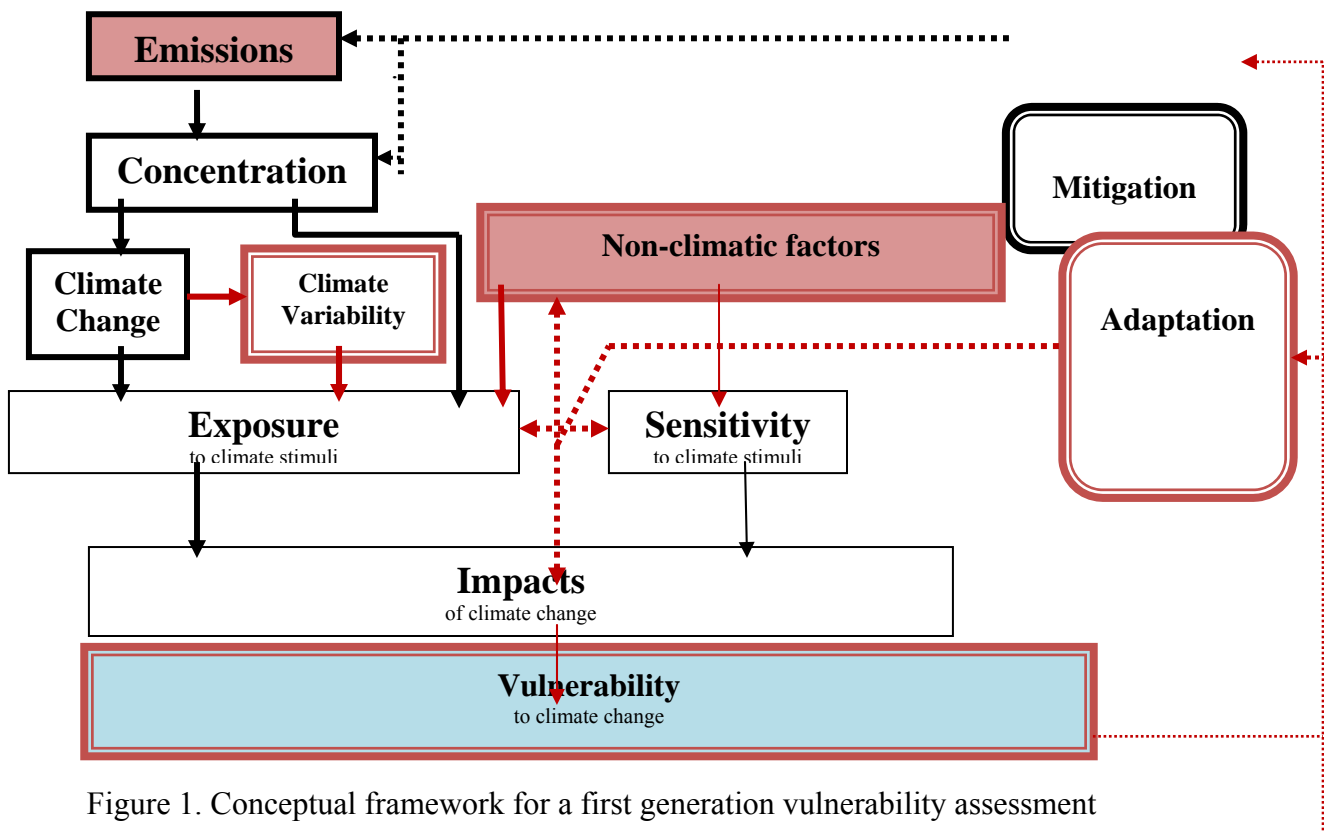 Emissions
Concentration
Mitigation
Non-climatic factors
Climate
Change
Climate
Variability
Adaptation
Exposure
to climate stimuli
Sensitivity
to climate stimuli
Impacts
of climate change
Vulnerability
to climate change
Figure 1. Conceptual framework for a first generation vulnerability assessment